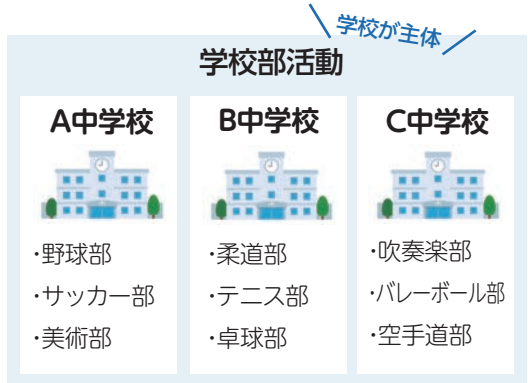 学校が主体
学校部活動
A中学校
・野球部
・サッカー部
・美術部
B中学校
・柔道部
・テニス部
・卓球部
C中学校
・吹奏楽部
・バレーボール部
・空手道部